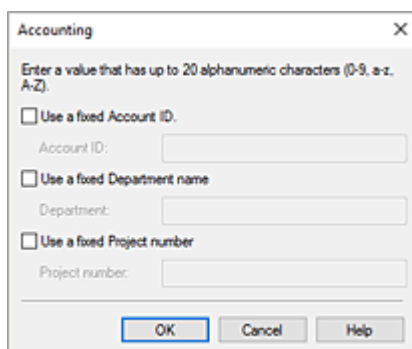 Accounting
Enter a value that has up to 20 alphanumeric characters (0-9, a-z,
A-Z).
Use a fixed Account ID.
Account ID:
Use a fixed Department name
Department:
Use a fixed Project number
Project number:
OK Cancel Help